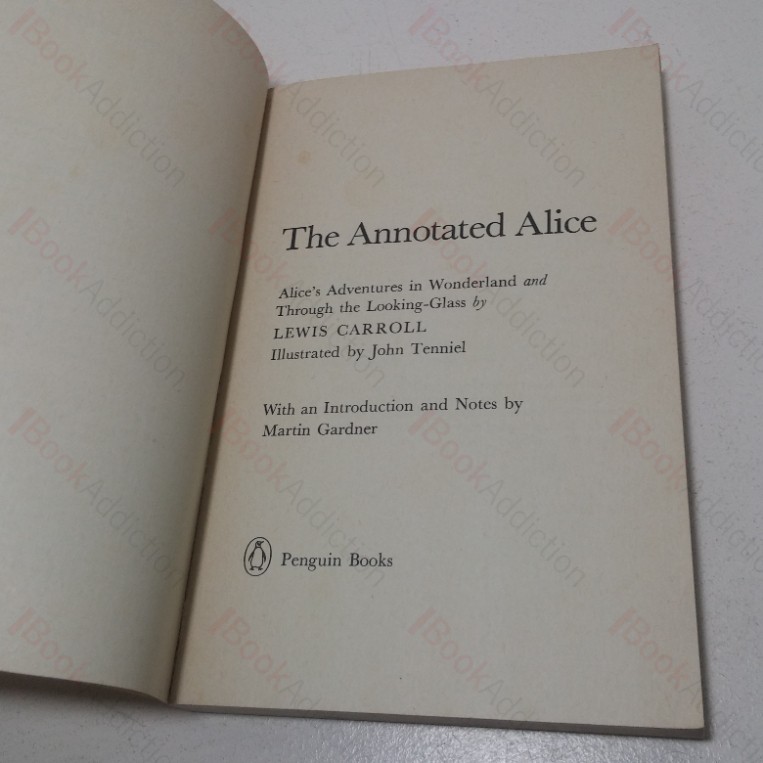 The Annotated Alice
Alice's Adventures in Wonderland and
Through the Looking-Glass by
LEWIS CARROLL
Illustrated by John Tenniel
With an Introduction and Notes by
Martin Gardner
Penguin Books
BookAddiction